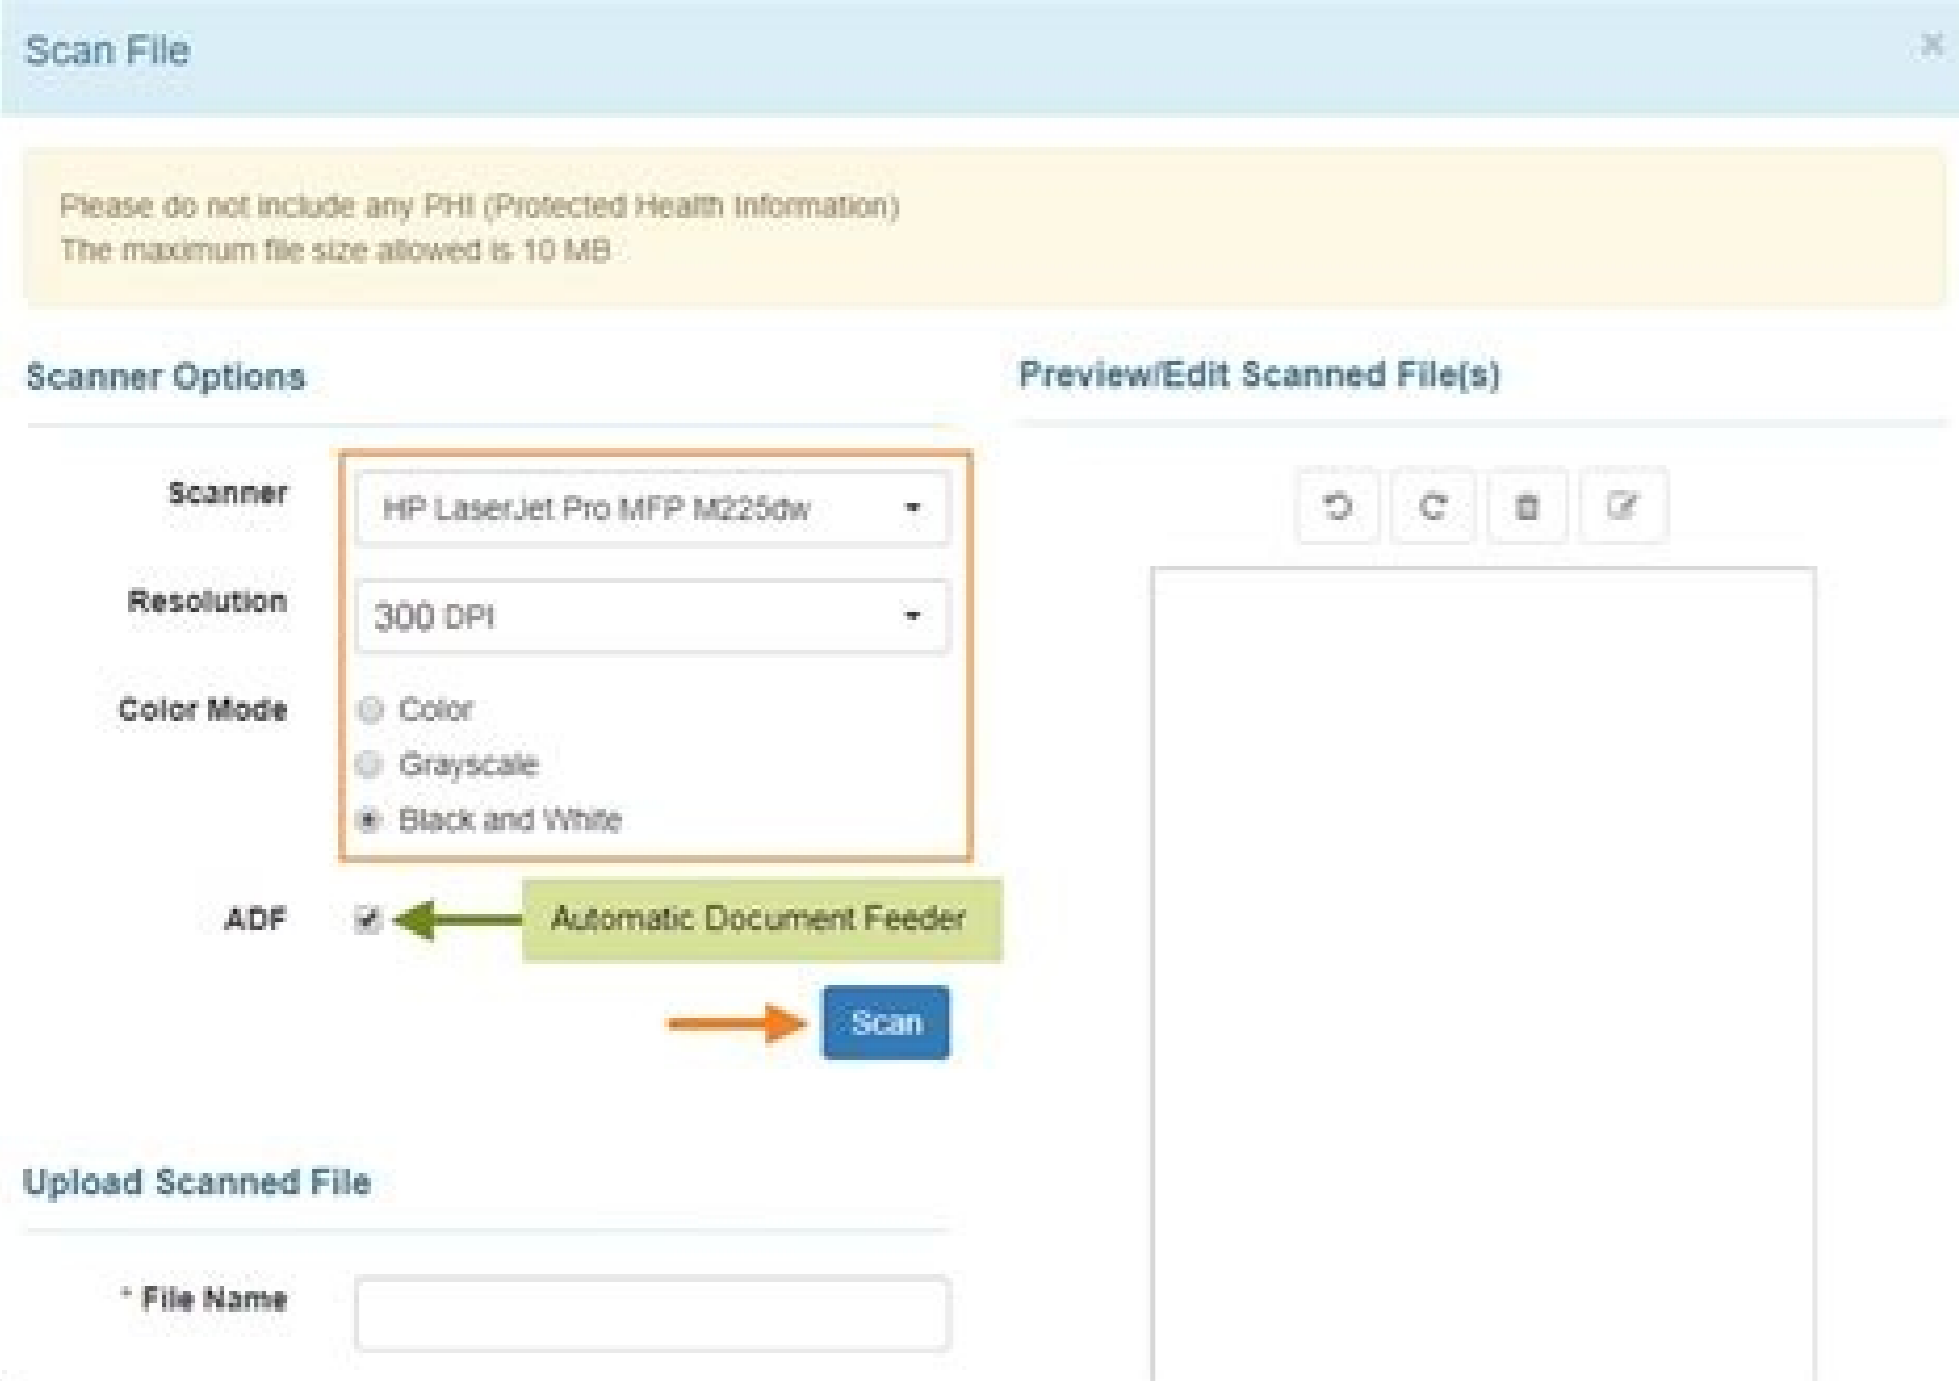 Scan File
×
Please do not include any PHI (Protected Health Information)
The maximum file size allowed is 10 MB
Scanner Options
Scanner
HP LaserJet Pro MFP M225dw
Resolution
300 DPI
Color Mode
Color
Grayscale
Black and White
ADF
Automatic Document Feeder
Scan
Upload Scanned File
* File Name
Preview/Edit Scanned File(s)